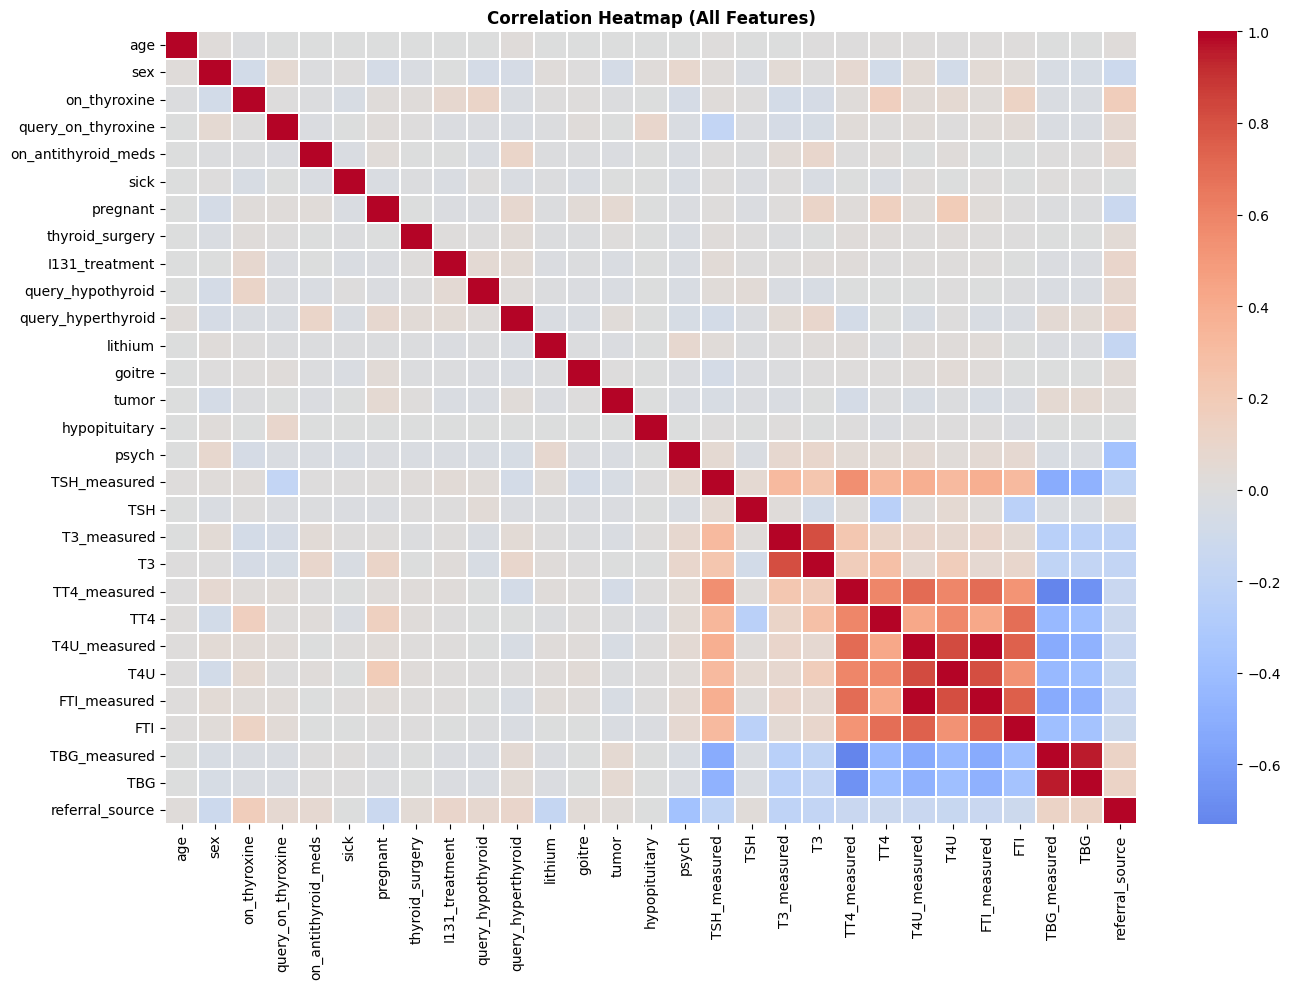 Correlation Heatmap (All Features)
age
sex
on_thyroxine
query_on_thyroxine
on_antithyroid_meds
sick
pregnant
thyroid_surgery
I131_treatment
query_hypothyroid
query_hyperthyroid
lithium
goitre
tumor
hypopituitary
psych
TSH_measured
TSH
T3_measured
T3
TT4_measured
TT4
T4U_measured
T4U
FTI_measured
FTI
TBG_measured
TBG
referral_source
age
sex
on_thyroxine
query_on_thyroxine
on_antithyroid_meds
sick
pregnant
thyroid_surgery
I131_treatment
query_hypothyroid
query_hyperthyroid
lithium
goitre
tumor
hypopituitary
psych
TSH_measured
TSH
T3_measured
T3
TT4_measured
TT4
T4U_measured
T4U
FTI_measured
FTI
TBG_measured
TBG
referral_source
1.0
0.8
0.6
0.4
0.2
0.0
−0.2
−0.4
−0.6